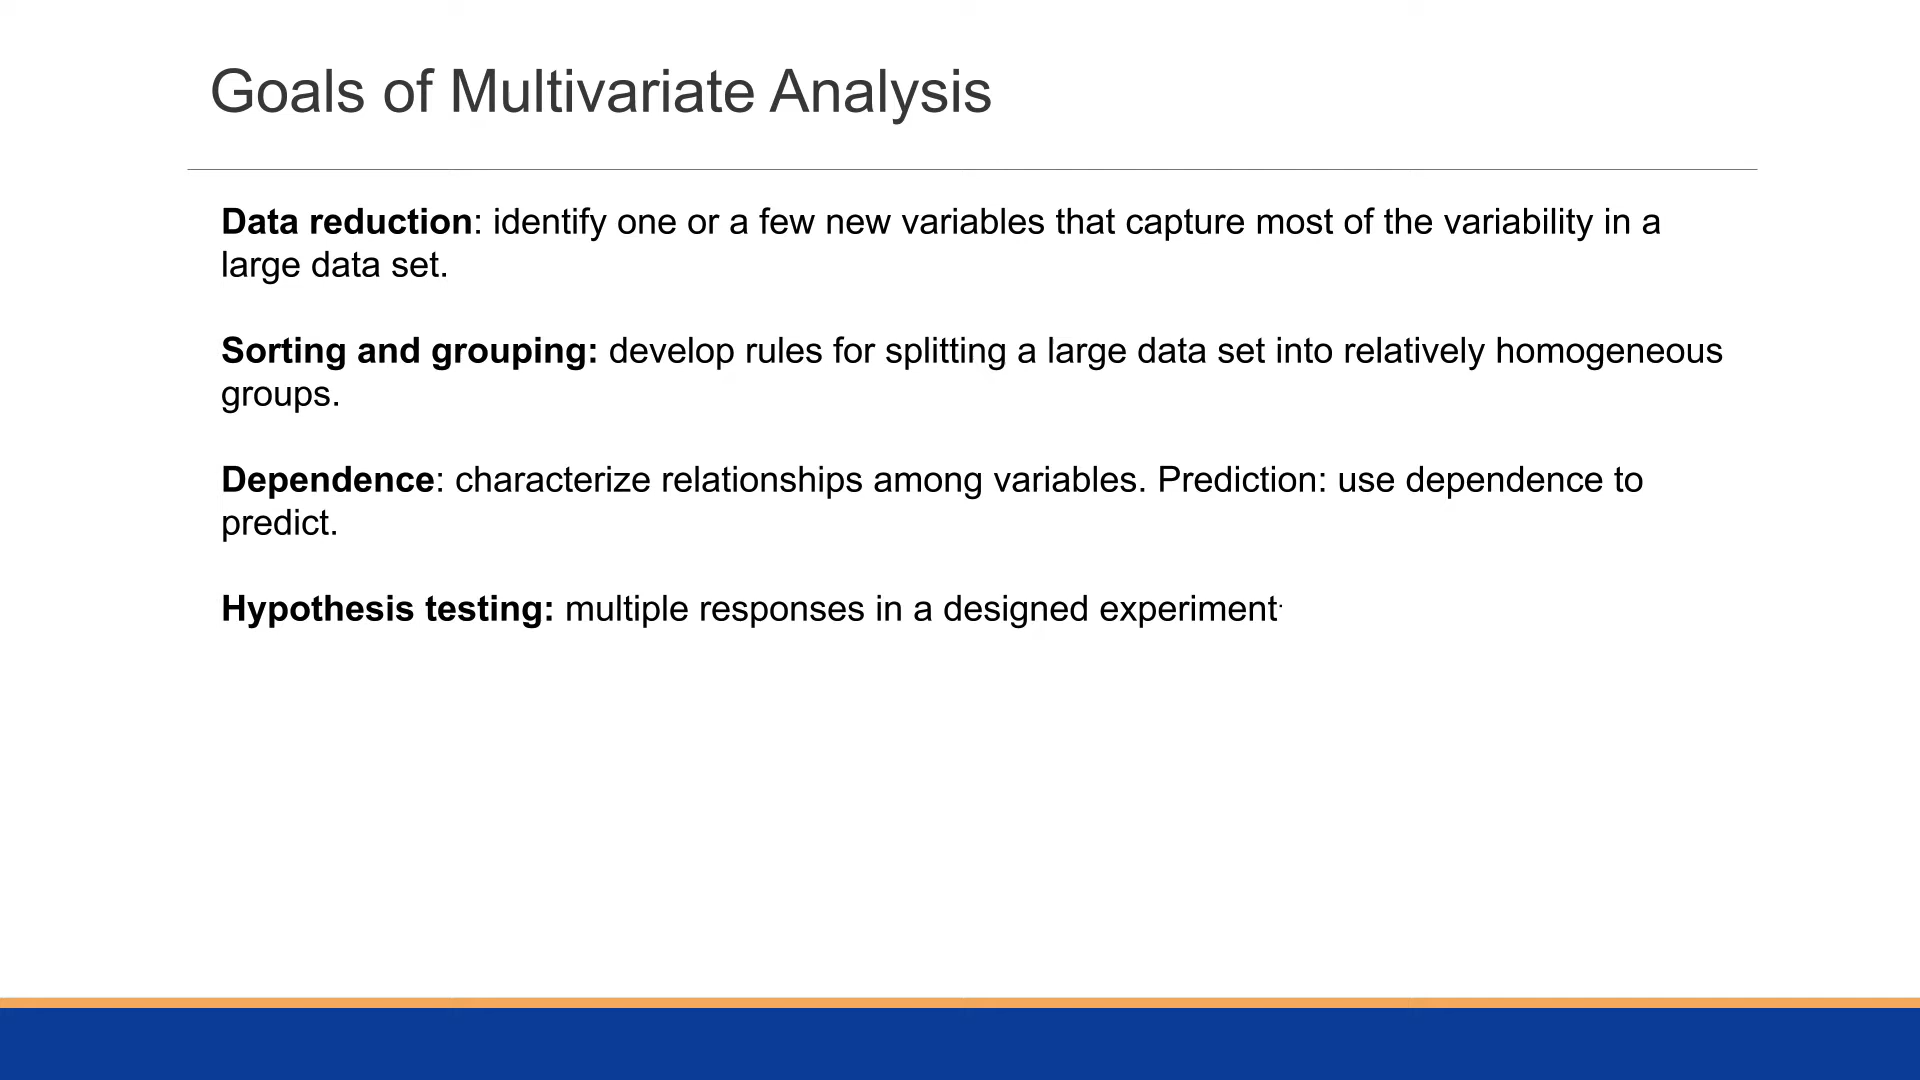 Goals of Multivariate Analysis
Data reduction: identify one or a few new variables that capture most of the variability in a
large data set.
Sorting and grouping: develop rules for splitting a large data set into relatively homogeneous
groups.
Dependence: characterize relationships among variables. Prediction: use dependence to
predict.
Hypothesis testing: multiple responses in a designed experiment.